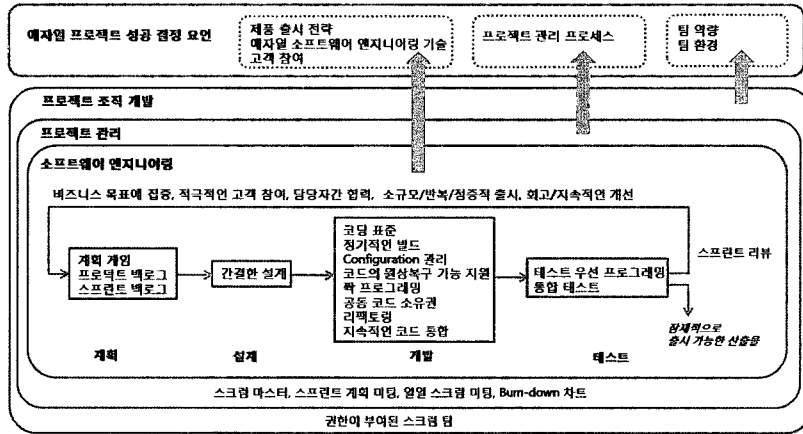 애자일 프로젝트 성공 결정 요인
제품 출시 전략
애자일 소프트웨어 엔지니어링 기술
고객 참여
프로젝트 관리 프로세스
팀 역량
팀 환경
프로젝트 조직 개발
프로젝트 관리
소프트웨어 엔지니어링
비즈니스 목표에 집중, 적극적인 고객 참여, 담당자간 협력, 소규모/반복/점증적 출시, 회고/지속적인 개선
계획 게임
프로덕트 백로그
스프린트 백로그
간결한 설계
코딩 표준
정기적인 빌드
Configuration 관리
코드의 원상복구 기능 지원
짝 프로그래밍
공동 코드 소유권
리팩토링
지속적인 코드 통합
테스트 우선 프로그래밍
통합 테스트
스프린트 리뷰
잠재적으로
출시 가능한 산출물
계획
설계
개발
테스트
스크럼 마스터, 스프린트 계획 미팅, 일일 스크럼 미팅, Burn-down 차트
권한이 부여된 스크럼 팀